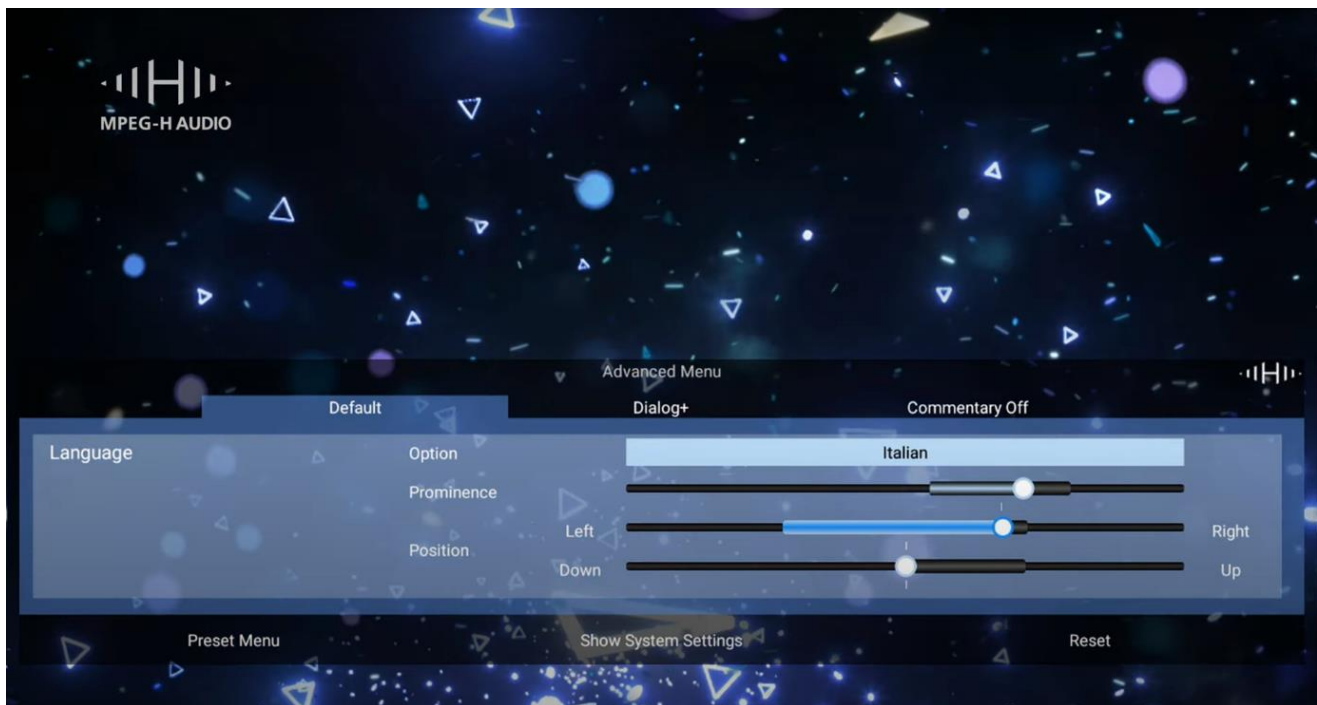 MPEG-H AUDIO
Advanced Menu
Default Dialog+ Commentary Off
Language Option Italian
Prominence
Left Right
Position
Down Up
Preset Menu Show System Settings Reset